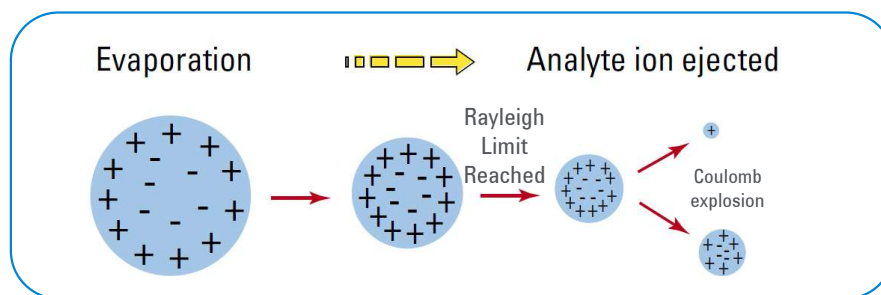 Evaporation
Analyte ion ejected
Rayleigh
Limit
Reached
Coulomb
explosion